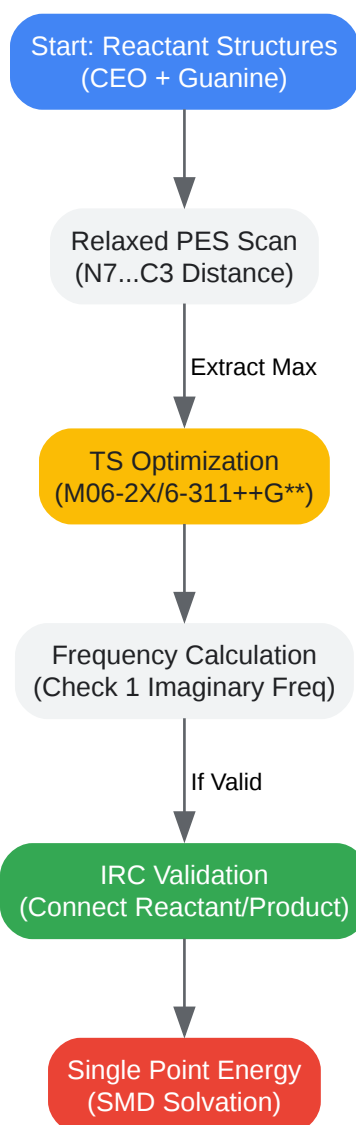 Start: Reactant Structures
(CEO + Guanine)
Relaxed PES Scan
(N7...C3 Distance)
Extract Max
TS Optimization
(M06-2X/6-311++G**)
Frequency Calculation
(Check 1 Imaginary Freq)
If Valid
IRC Validation
(Connect Reactant/Product)
Single Point Energy
(SMD Solvation)